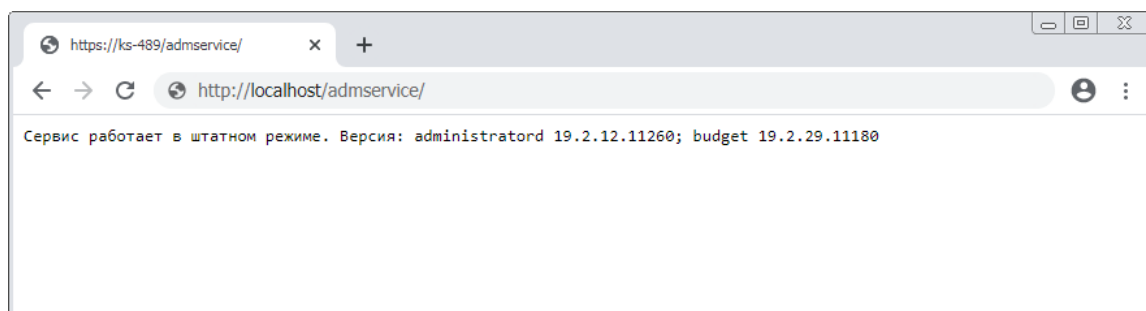 https://ks-489/admservice/
http://localhost/admservice/
Сервис работает в штатном режиме. Версия: administratord 19.2.12.11260; budget 19.2.29.11180